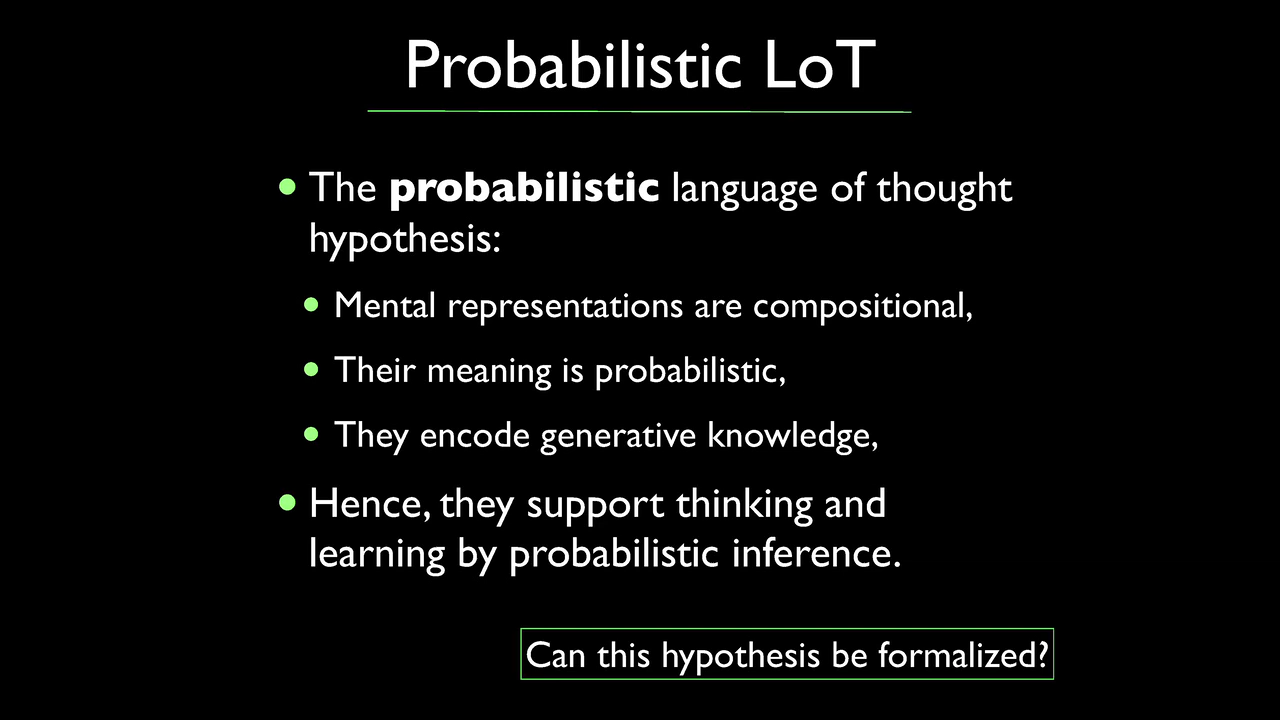 Probabilistic LoT
The probabilistic language of thought
hypothesis:
Mental representations are compositional,
Their meaning is probabilistic,
They encode generative knowledge,
Hence, they support thinking and
learning by probabilistic inference.
Can this hypothesis be formalized?